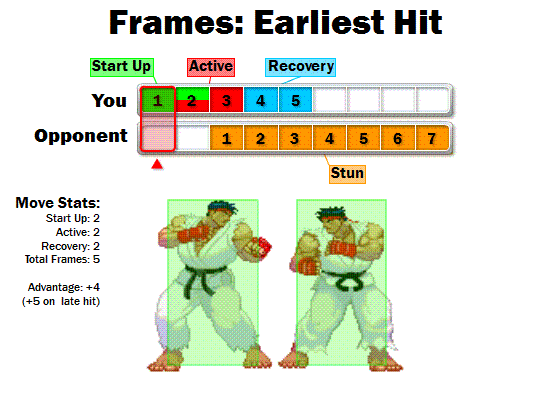 Frames: Earliest Hit
Start Up Active Recovery
You 1 2 3 4 5
Opponent 1 2 3 4 5 6 7
Stun
Move Stats:
Start Up: 2
Active: 2
Recovery: 2
Total Frames: 5
Advantage: +4
(+5 on late hit)